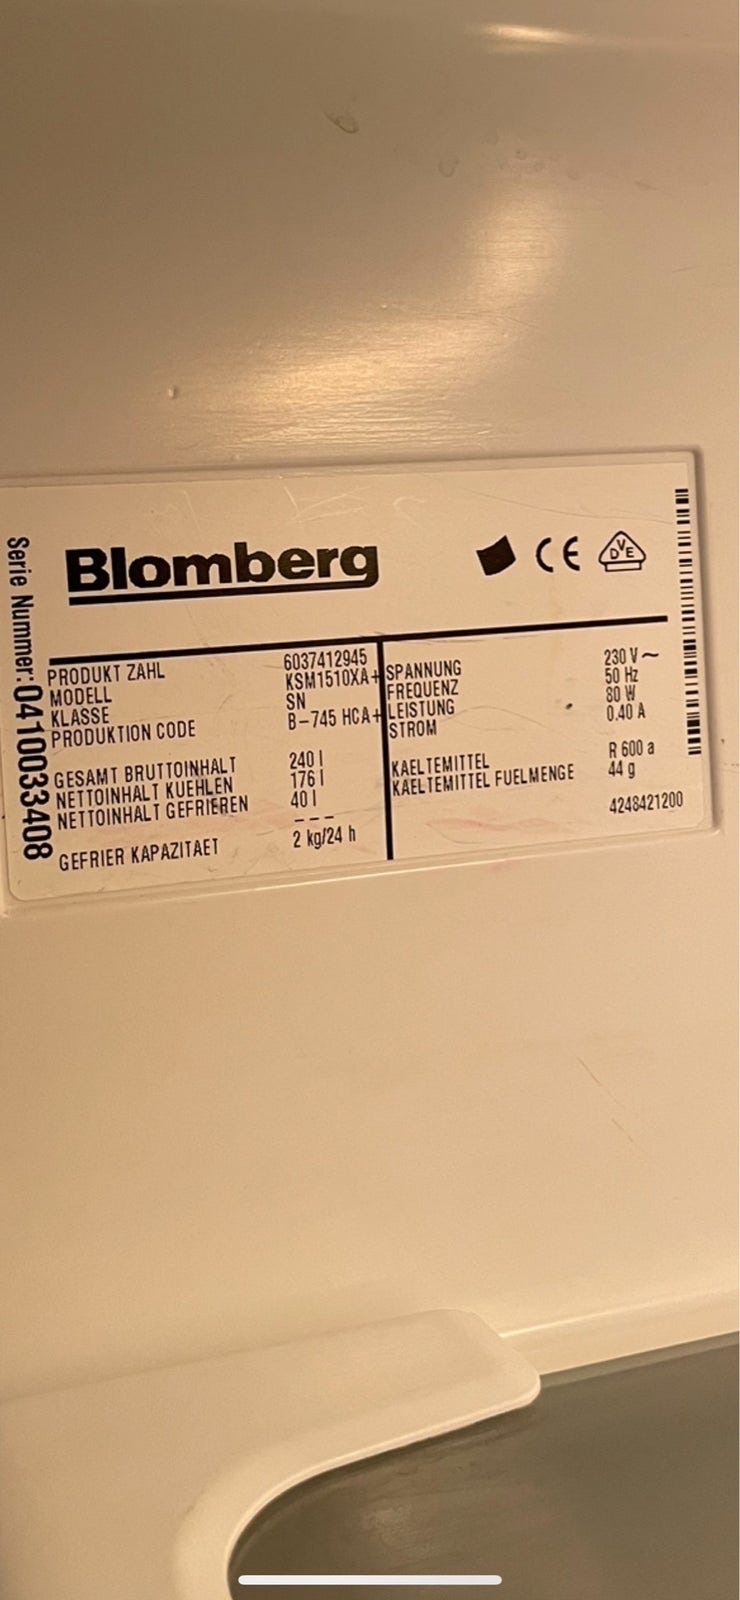 Blomberg
CE
DVE
Serie Nummer:0410033408
PRODUKT ZAHL 6037412945
MODELL KSM1510XA+
KLASSE SN
PRODUKTION CODE B-745 HCA+
GESAMT BRUTTOINHALT 240 l
NETTOINHALT KUEHLEN 176 l
NETTOINHALT GEFRIEREN 40 l
---
GEFRIER KAPAZITAET 2 kg/24 h
SPANNUNG 230 V~
FREQUENZ 50 Hz
LEISTUNG 80 W
STROM 0.40 A
KAELTEMITTEL R 600 a
KAELTEMITTEL FUELMENGE 44 g
4248421200